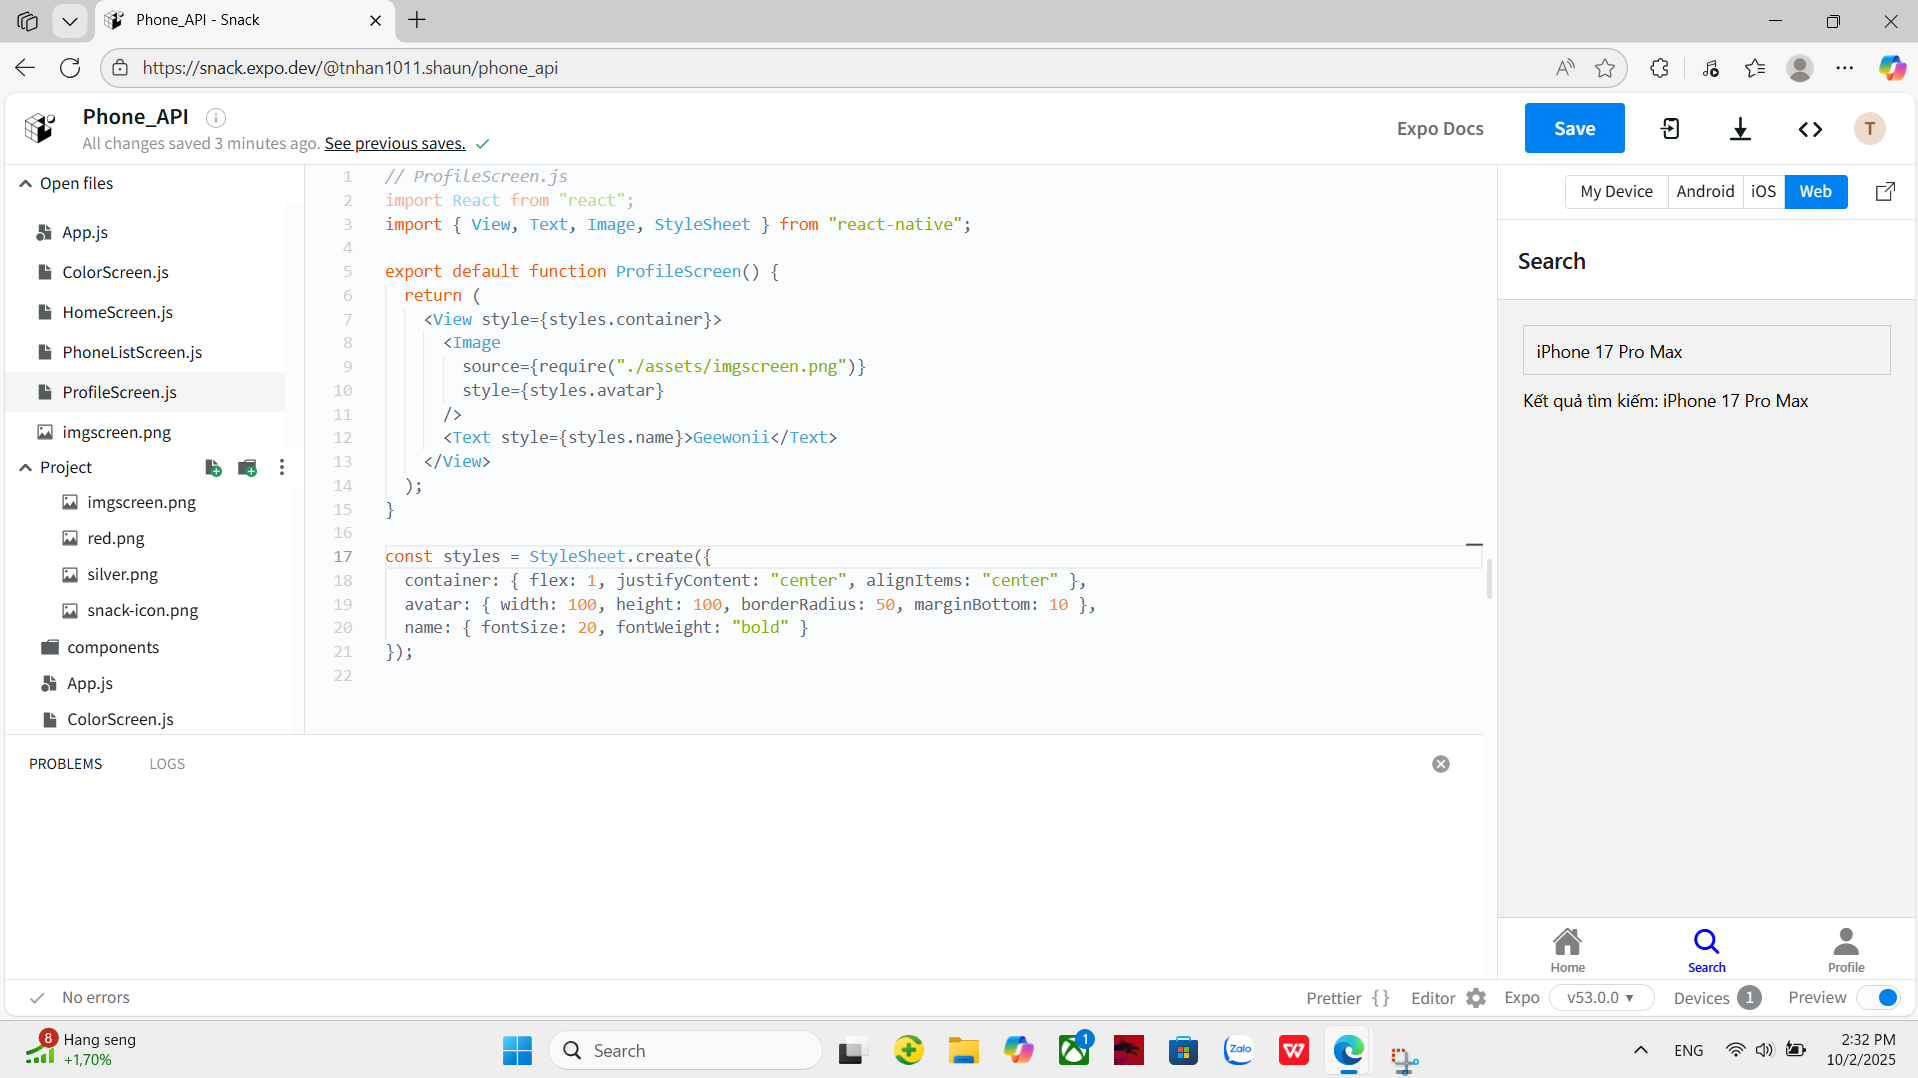 Phone_API - Snack
https://snack.expo.dev/@tnhan1011.shaun/phone_api
Phone_API
All changes saved 3 minutes ago. See previous saves.
Expo Docs
Save
T
Open files
App.js
ColorScreen.js
HomeScreen.js
PhoneListScreen.js
ProfileScreen.js
imgscreen.png
Project
imgscreen.png
red.png
silver.png
snack-icon.png
components
App.js
ColorScreen.js
1 // ProfileScreen.js
2 import React from "react";
3 import { View, Text, Image, StyleSheet } from "react-native";
4
5 export default function ProfileScreen() {
6 return (
7 <View style={styles.container}>
8 <Image
9 source={require("./assets/imgscreen.png")}
10 style={styles.avatar}
11 />
12 <Text style={styles.name}>Geewonii</Text>
13 </View>
14 );
15 }
16
17 const styles = StyleSheet.create({
18 container: { flex: 1, justifyContent: "center", alignItems: "center" },
19 avatar: { width: 100, height: 100, borderRadius: 50, marginBottom: 10 },
20 name: { fontSize: 20, fontWeight: "bold" }
21 });
22
My Device Android iOS Web
Search
iPhone 17 Pro Max
Kết quả tìm kiếm: iPhone 17 Pro Max
Home Search Profile
PROBLEMS LOGS
No errors
Prettier {} Editor Expo v53.0.0 Devices 1 Preview
8 Hang seng
+1,70%
Search
1
Zalo
W
ENG
2:32 PM
10/2/2025